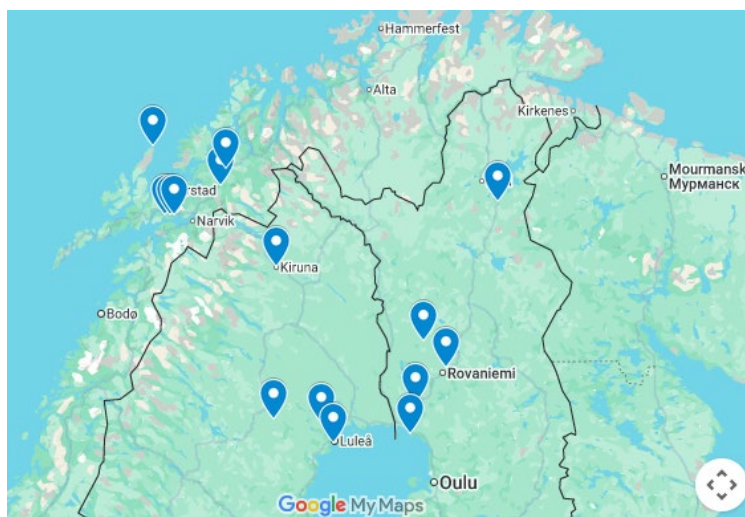 Hammerfest
Alta
Kirkenes
Mourmansk
Мурманск
rstad
Narvik
Kiruna
Bodø
Rovaniemi
Luleå
Oulu
Google My Maps